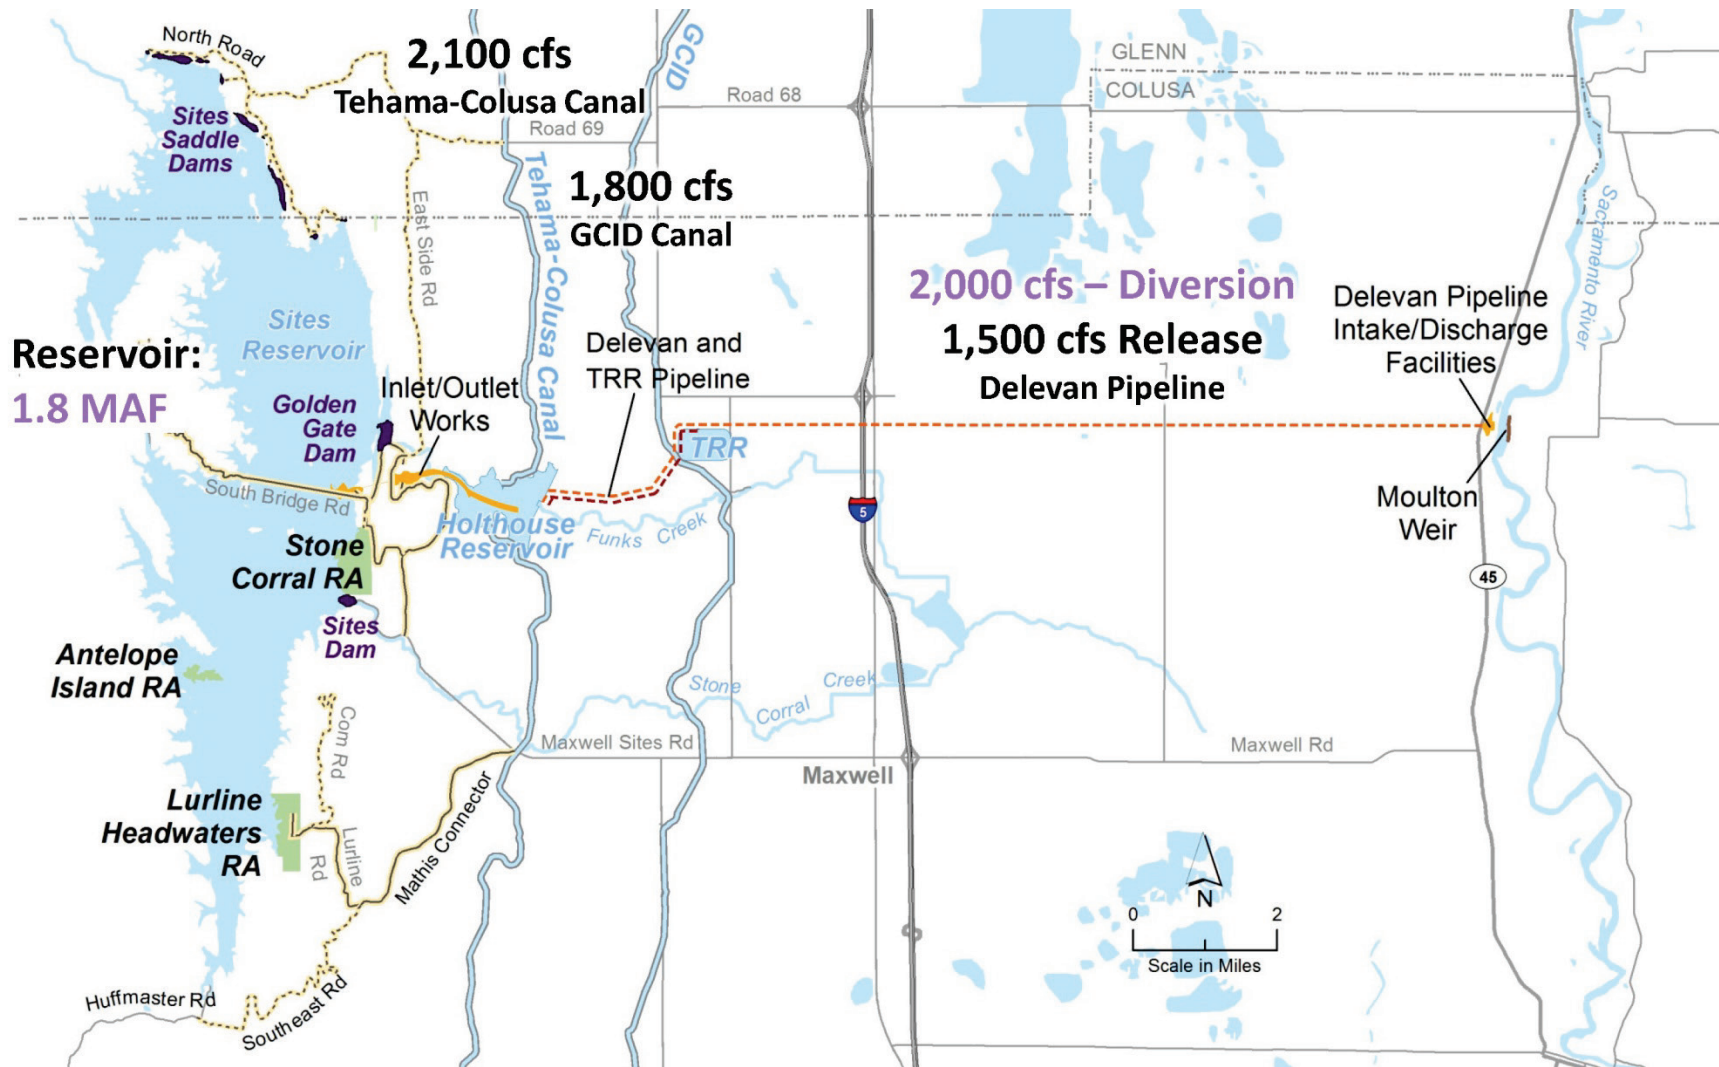 North Road
2,100 cfs
Tehama-Colusa Canal
GCID
GLENN
COLUSA
Road 68
Road 69
Sites
Saddle
Dams
1,800 cfs
GCID Canal
East Side Rd
Tehama-Colusa Canal
Sacramento River
2,000 cfs – Diversion
1,500 cfs Release
Delevan Pipeline
Delevan Pipeline
Intake/Discharge
Facilities
Sites
Reservoir
Reservoir:
1.8 MAF
Delevan and
TRR Pipeline
Inlet/Outlet
Works
Golden
Gate
Dam
TRR
South Bridge Rd
Holthouse
Reservoir
Funks Creek
5
Moulton
Weir
45
Stone
Corral RA
Sites
Dam
Antelope
Island RA
Stone Corral Creek
Com Rd
Maxwell Sites Rd
Maxwell Rd
Maxwell
Lurline
Headwaters
RA
Lurline Rd
Mathis Connector
N
0 2
Scale in Miles
Huffmaster Rd
Southeast Rd